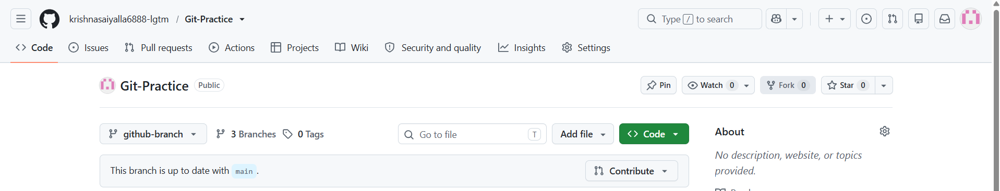 krishnasaiyalla6888-lgtm / Git-Practice
Type / to search
Code Issues Pull requests Actions Projects Wiki Security and quality Insights Settings
Git-Practice Public
Pin Watch 0 Fork 0 Star 0
github-branch 3 Branches 0 Tags Go to file T Add file Code
About
No description, website, or topics
provided.
This branch is up to date with main.
Contribute